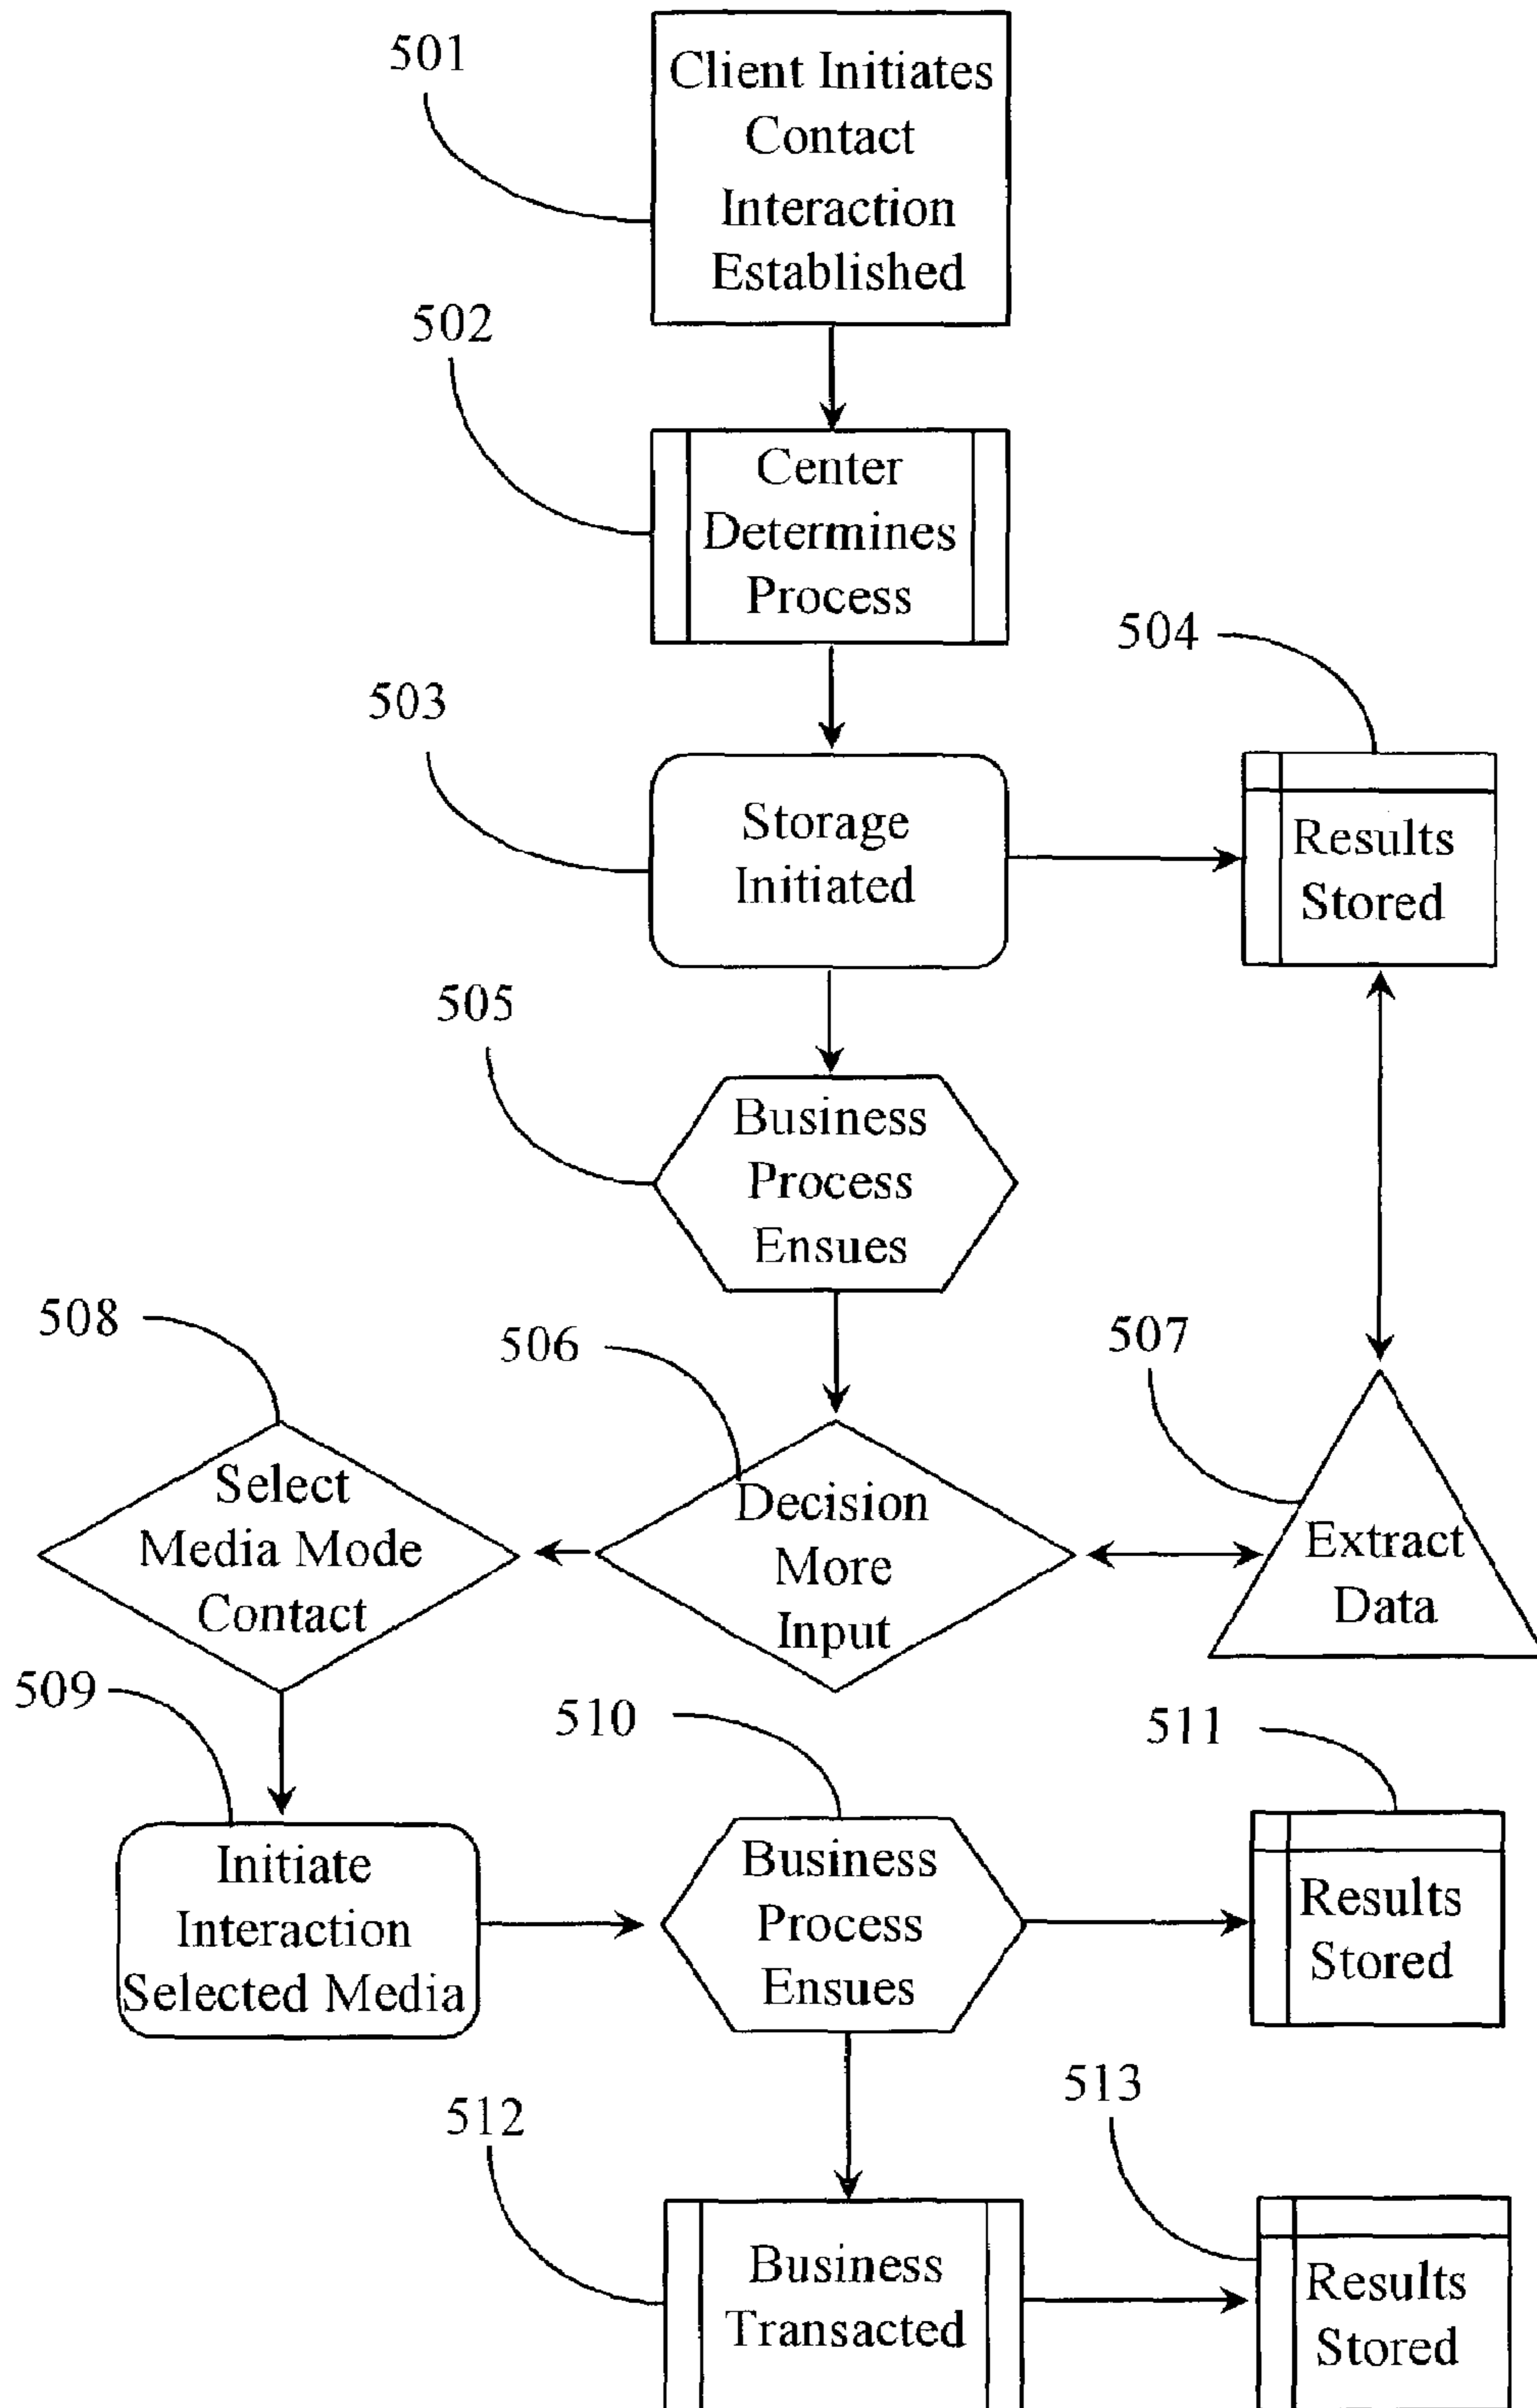 501
Client Initiates
Contact
Interaction
Established
502
Center
Determines
Process
503
Storage
Initiated
504
Results
Stored
505
Business
Process
Ensues
506
Decision
More
Input
507
Extract
Data
508
Select
Media Mode
Contact
509
Initiate
Interaction
Selected Media
510
Business
Process
Ensues
511
Results
Stored
512
Business
Transacted
513
Results
Stored